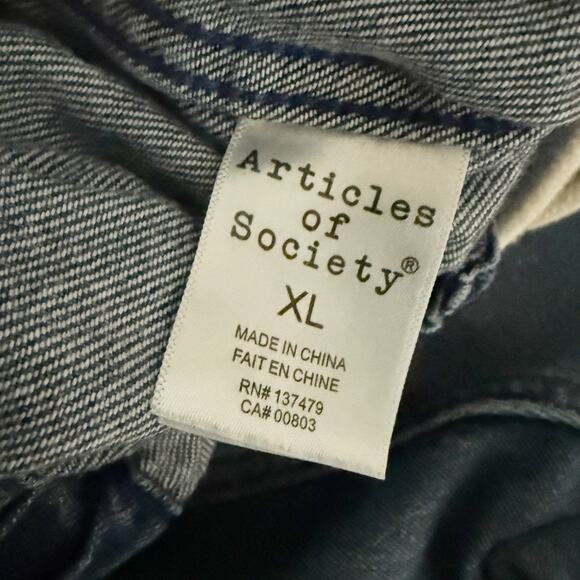 Articles
of
Society®
XL
MADE IN CHINA
FAIT EN CHINE
RN# 137479
CA# 00803